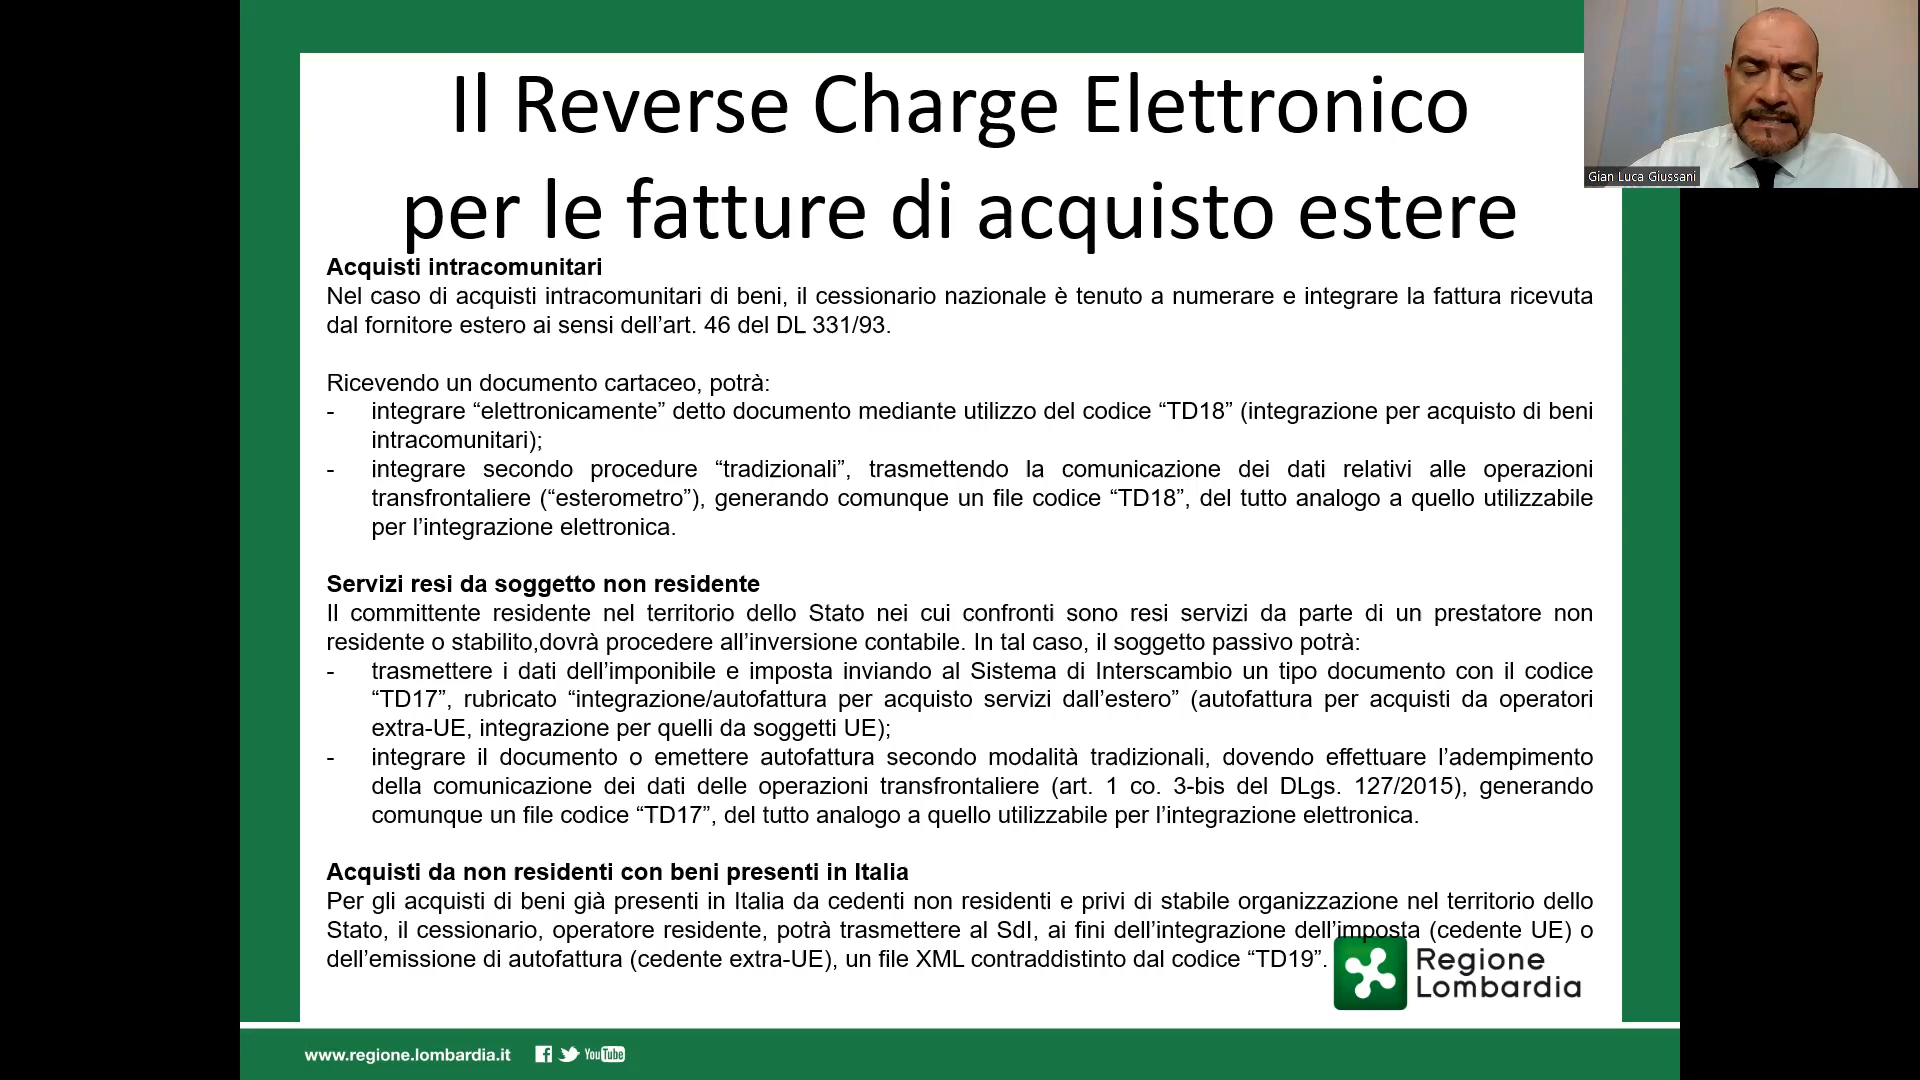 Il Reverse Charge Elettronico
per le fatture di acquisto estere
Gian Luca Giussani
Acquisti intracomunitari
Nel caso di acquisti intracomunitari di beni, il cessionario nazionale è tenuto a numerare e integrare la fattura ricevuta
dal fornitore estero ai sensi dell’art. 46 del DL 331/93.
Ricevendo un documento cartaceo, potrà:
- integrare “elettronicamente” detto documento mediante utilizzo del codice “TD18” (integrazione per acquisto di beni
intracomunitari);
- integrare secondo procedure “tradizionali”, trasmettendo la comunicazione dei dati relativi alle operazioni
transfrontaliere (“esterometro”), generando comunque un file codice “TD18”, del tutto analogo a quello utilizzabile
per l’integrazione elettronica.
Servizi resi da soggetto non residente
Il committente residente nel territorio dello Stato nei cui confronti sono resi servizi da parte di un prestatore non
residente o stabilito,dovrà procedere all’inversione contabile. In tal caso, il soggetto passivo potrà:
- trasmettere i dati dell’imponibile e imposta inviando al Sistema di Interscambio un tipo documento con il codice
“TD17”, rubricato “integrazione/autofattura per acquisto servizi dall’estero” (autofattura per acquisti da operatori
extra-UE, integrazione per quelli da soggetti UE);
- integrare il documento o emettere autofattura secondo modalità tradizionali, dovendo effettuare l’adempimento
della comunicazione dei dati delle operazioni transfrontaliere (art. 1 co. 3-bis del DLgs. 127/2015), generando
comunque un file codice “TD17”, del tutto analogo a quello utilizzabile per l’integrazione elettronica.
Acquisti da non residenti con beni presenti in Italia
Per gli acquisti di beni già presenti in Italia da cedenti non residenti e privi di stabile organizzazione nel territorio dello
Stato, il cessionario, operatore residente, potrà trasmettere al SdI, ai fini dell’integrazione dell’imposta (cedente UE) o
dell’emissione di autofattura (cedente extra-UE), un file XML contraddistinto dal codice “TD19”.
Regione
Lombardia
www.regione.lombardia.it
YouTube